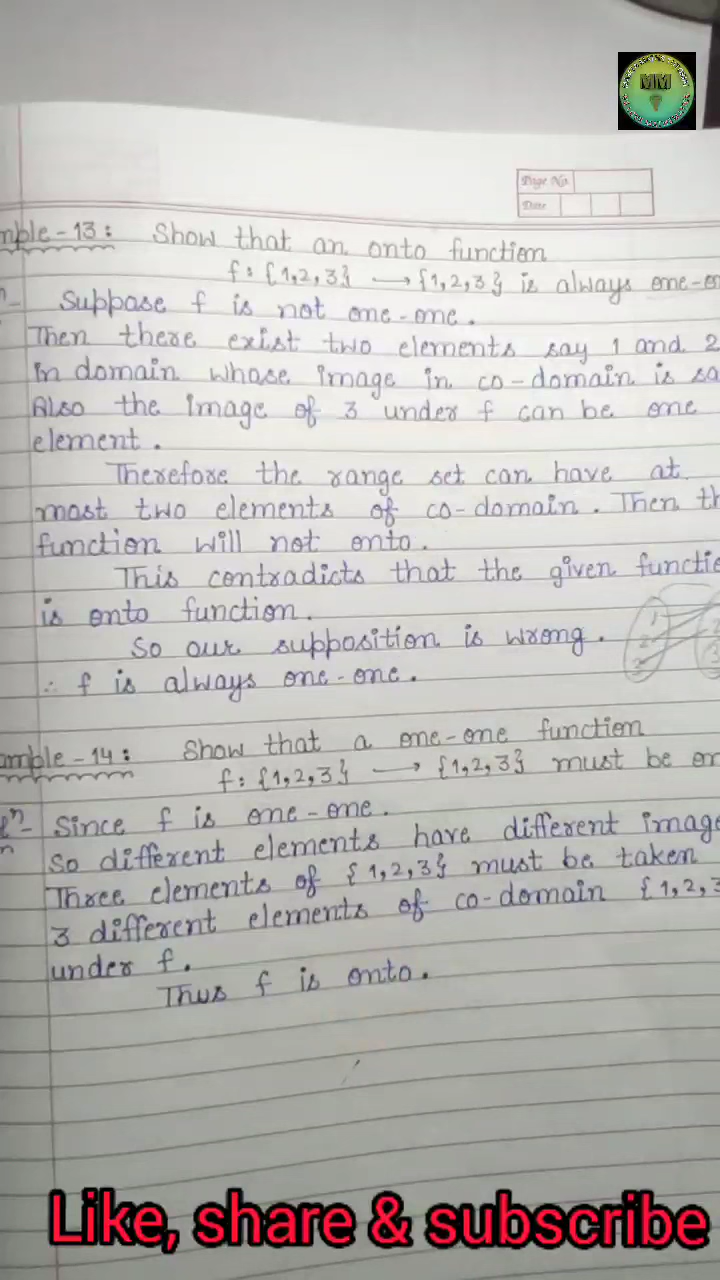 MM
Page No.
Date
mple-13: Show that an onto function
f: {1,2,3} → {1,2,3} is always one-on
n-
Suppose f is not one-one.
Then there exist two elements say 1 and 2
in domain whose image in co-domain is sa
Also the image of 3 under f can be one
element.
Therefore the range set can have at
most two elements of co-domain. Then th
function will not onto.
This contradicts that the given functio
is onto function.
So our supposition is wrong.
∴ f is always one-one.
1
2
3
ample-14: Show that a one-one function
f: {1,2,3} → {1,2,3} must be on
lⁿ- Since f is one-one.
So different elements have different image
Three elements of {1,2,3} must be taken
3 different elements of co-domain {1,2,3
under f.
Thus f is onto.
Like, share & subscribe